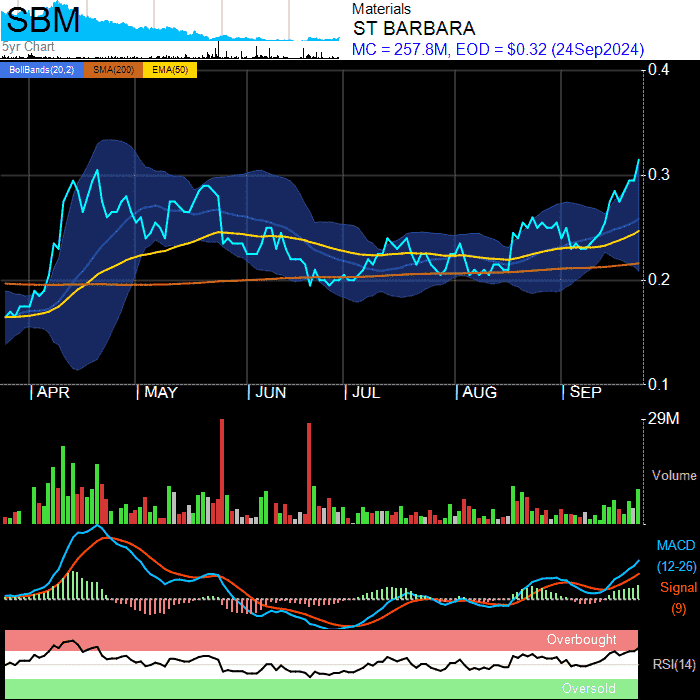 SBM
5yr Chart
Materials
ST BARBARA
MC = 257.8M, EOD = $0.32 (24Sep2024)
BollBands(20,2) SMA(200) EMA(50)
0.4
0.3
0.2
0.1
APR MAY JUN JUL AUG SEP
29M
Volume
MACD
(12-26)
Signal
(9)
Overbought
RSI(14)
Oversold